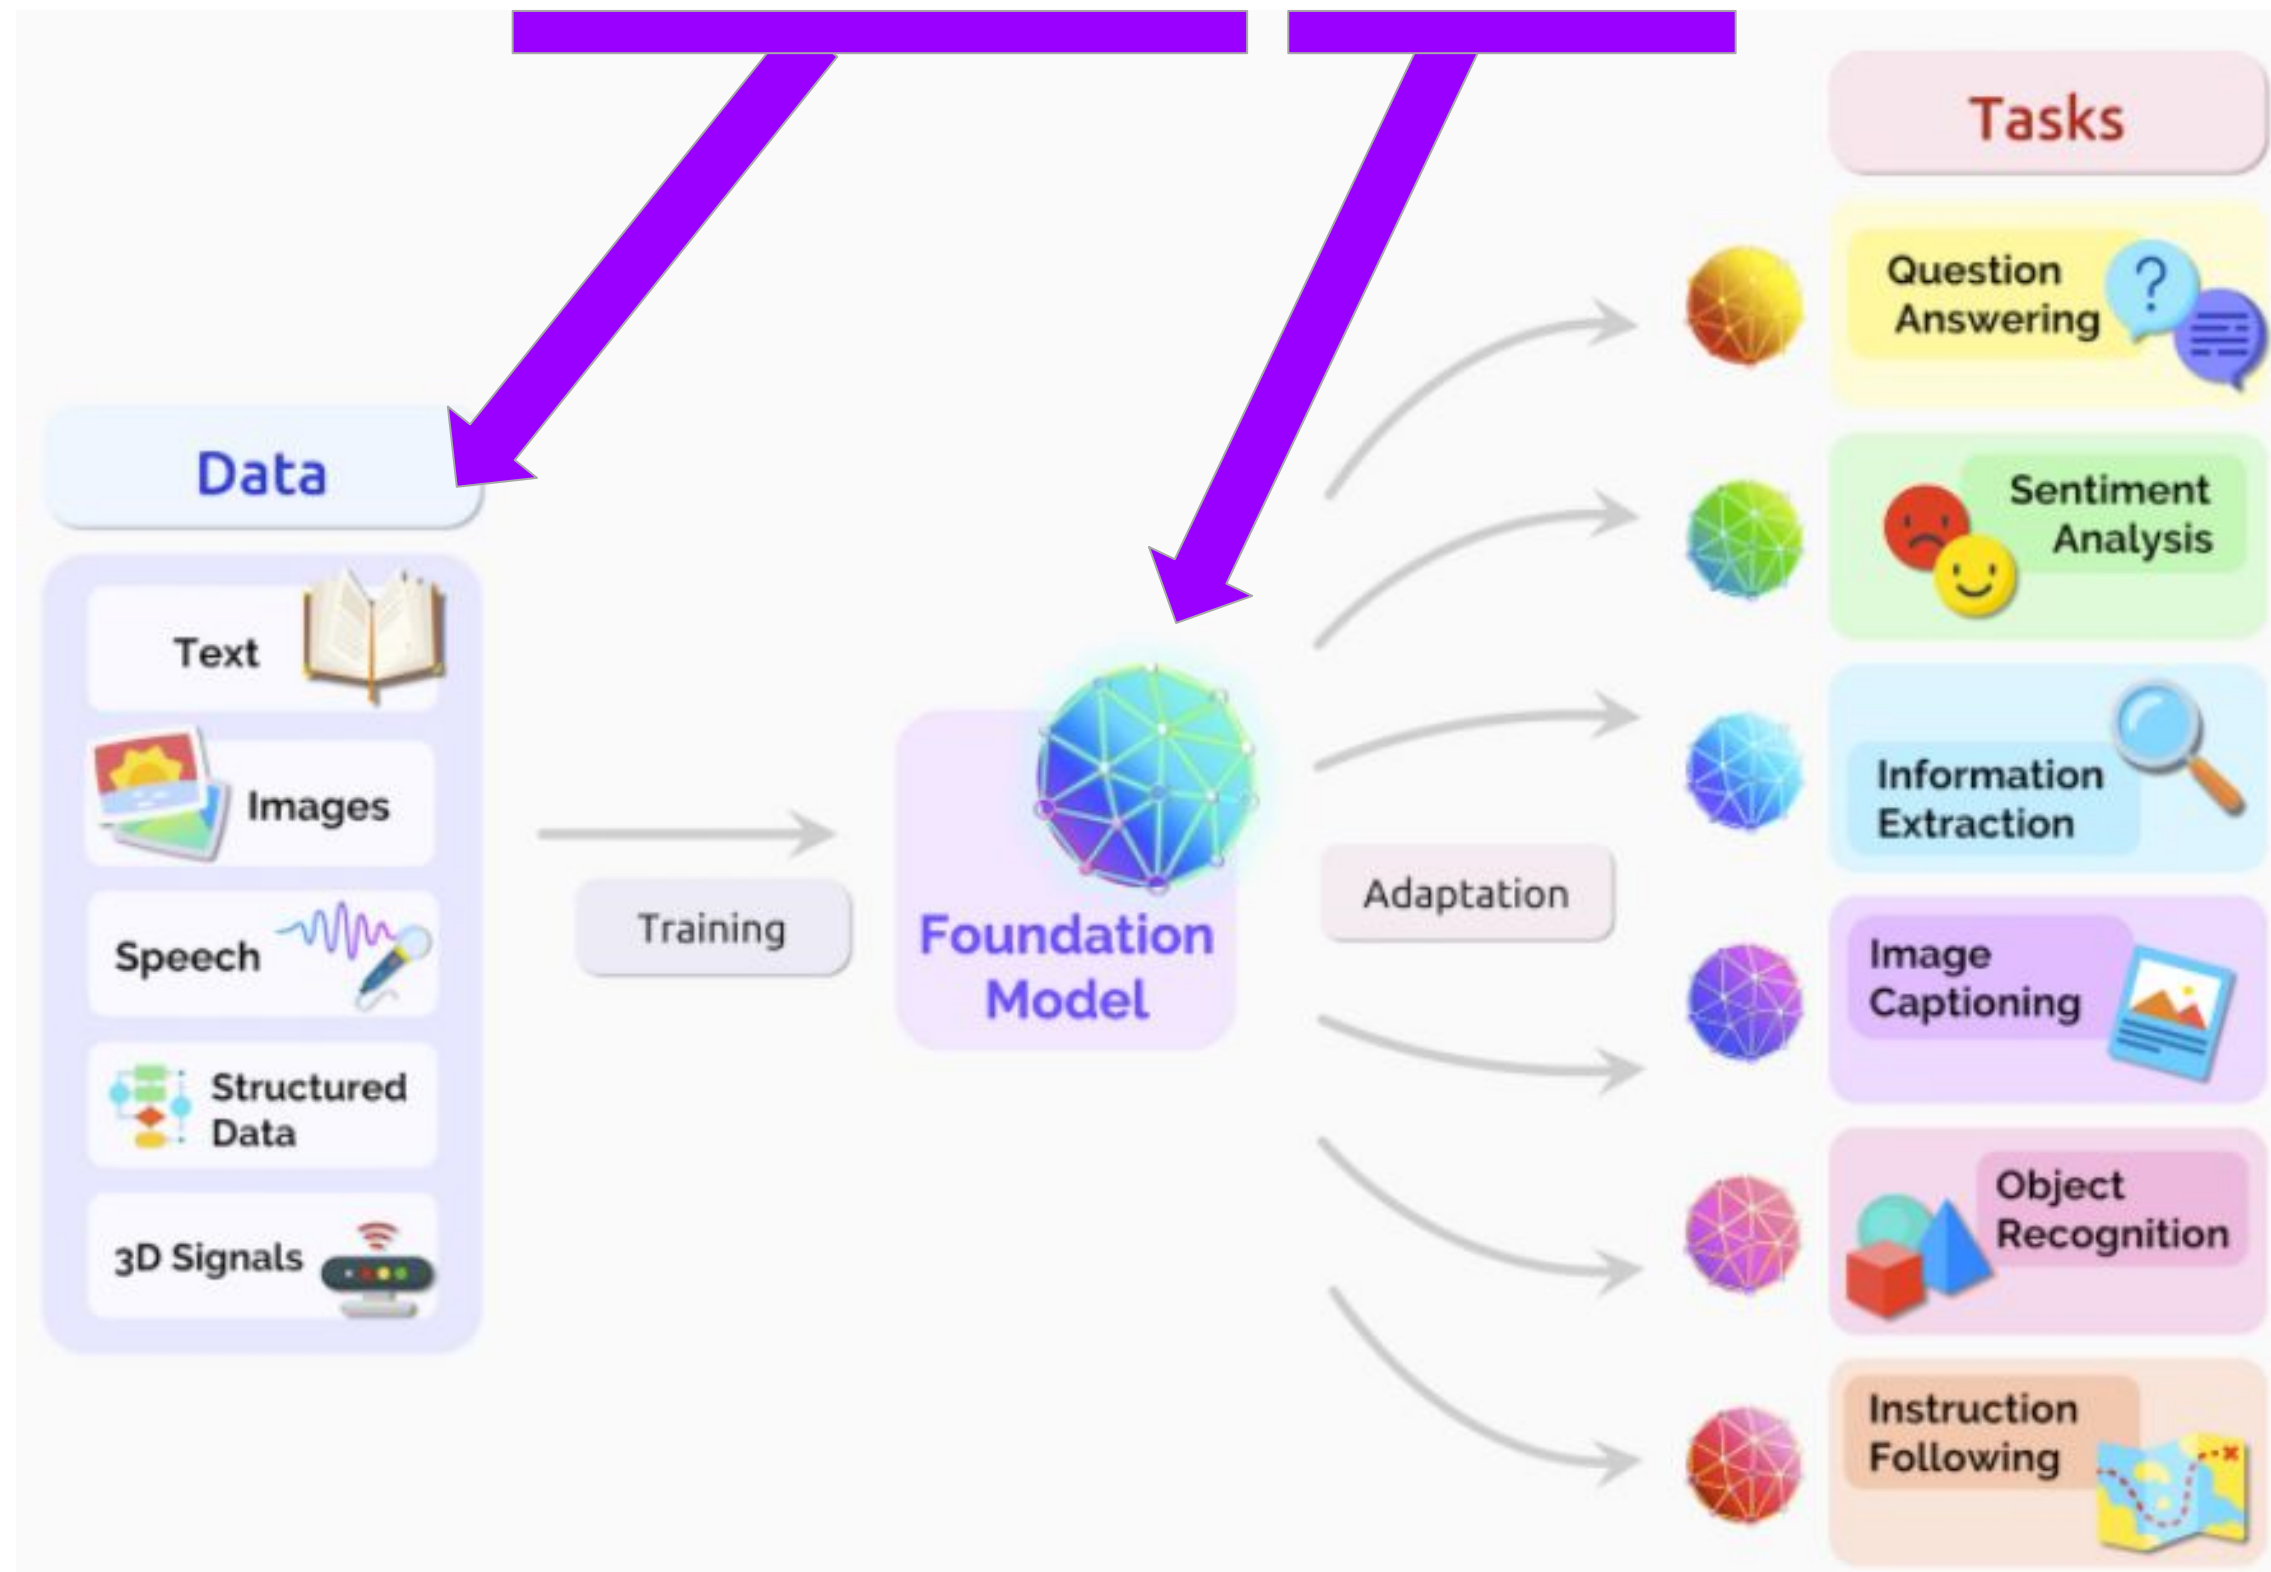 Data
Text
Images
Speech
Structured
Data
3D Signals
Training
Foundation
Model
Adaptation
Tasks
Question
Answering
Sentiment
Analysis
Information
Extraction
Image
Captioning
Object
Recognition
Instruction
Following